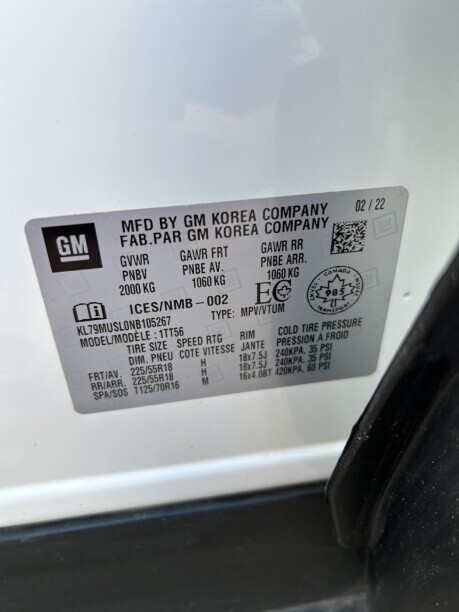 GM
MFD BY GM KOREA COMPANY
FAB.PAR GM KOREA COMPANY
02 / 22
GVWR GAWR FRT GAWR RR
PNBV PNBE AV. PNBE ARR.
2000 KG 1060 KG 1060 KG
ICES/NMB-002
KL79MUSL0NB105267 TYPE: MPV/VTUM
MODEL/MODÈLE : 1TT56
CANADA
985
TRANSPORT
TIRE SIZE SPEED RTG RIM COLD TIRE PRESSURE
DIM. PNEU COTE VITESSE JANTE PRESSION À FROID
FRT/AV. 225/55R18 H 18x7.5J 240KPA, 35 PSI
RR/ARR. 225/55R18 H 18x7.5J 240KPA, 35 PSI
SPA/SDS T125/70R16 M 16x4.0BT 420KPA, 60 PSI